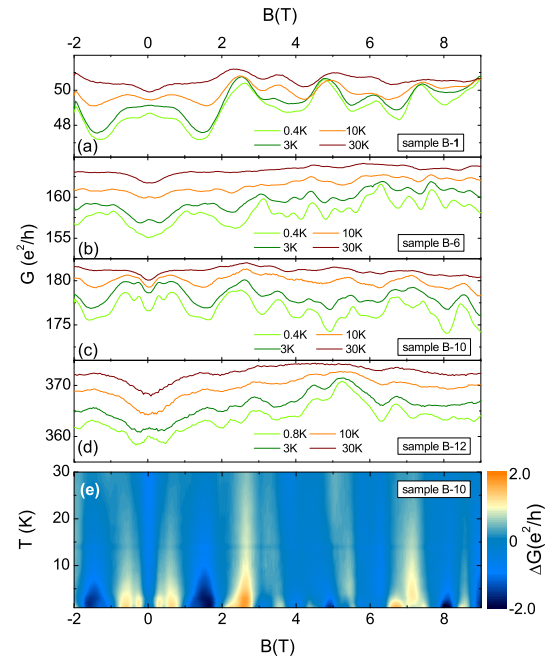 B(T)
-2 0 2 4 6 8
50
48
0.4K 10K
3K 30K
(a)
sample B-1
160
155
0.4K 10K
3K 30K
(b)
sample B-6
G (e²/h)
180
175
0.4K 10K
3K 30K
(c)
sample B-10
370
360
0.8K 10K
3K 30K
(d)
sample B-12
(e)
sample B-10
30
20
10
T (K)
2.0
0
-2.0
ΔG(e²/h)
-2 0 2 4 6 8
B(T)